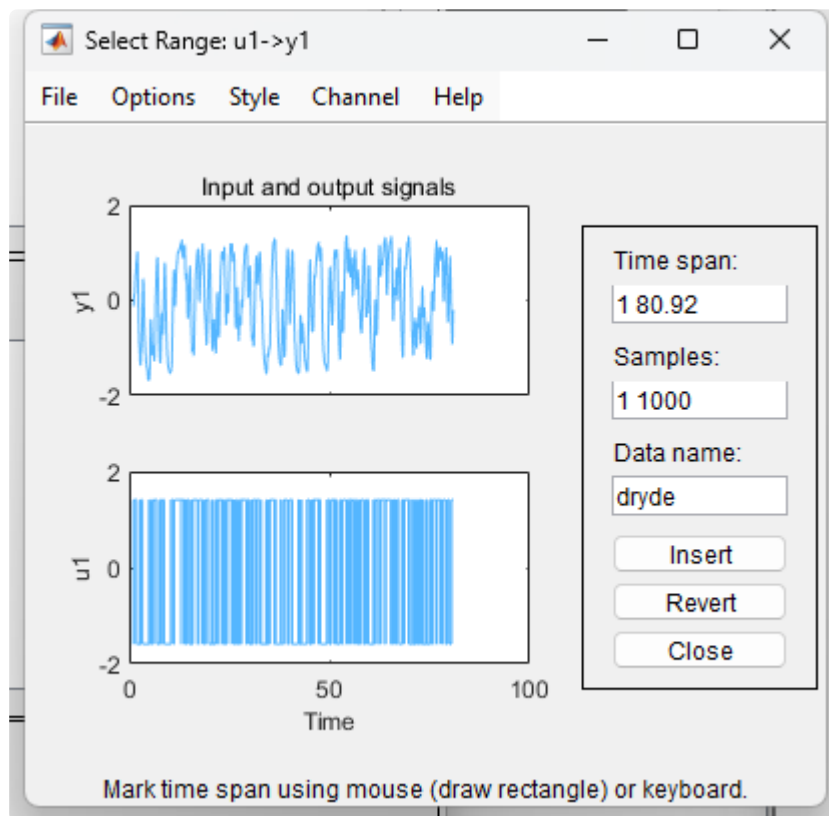 Select Range: u1->y1
File Options Style Channel Help
Input and output signals
2
0
-2
y1
2
0
-2
u1
0 50 100
Time
Time span:
1 80.92
Samples:
1 1000
Data name:
dryde
Insert
Revert
Close
Mark time span using mouse (draw rectangle) or keyboard.